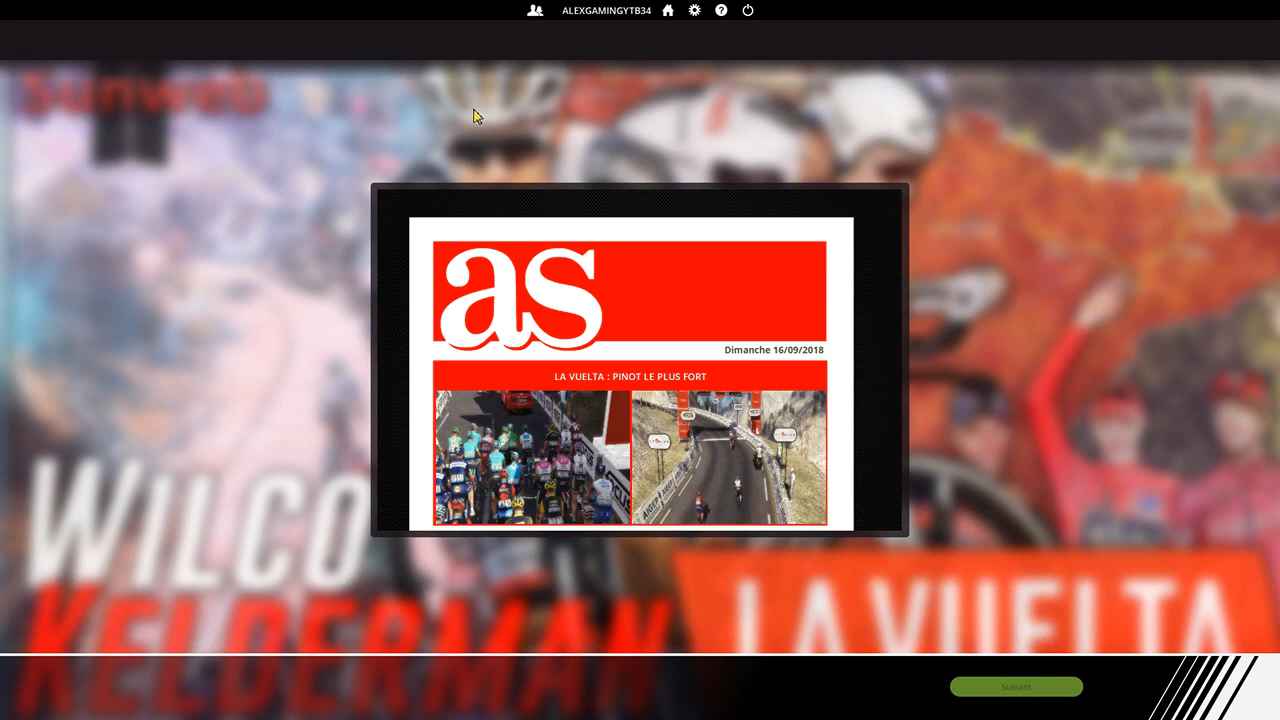 ALEXGAMINGYTB34
Sunweb
as
Dimanche 16/09/2018
LA VUELTA : PINOT LE PLUS FORT
WILCO
KELDERMAN
LA VUELTA
Suivant